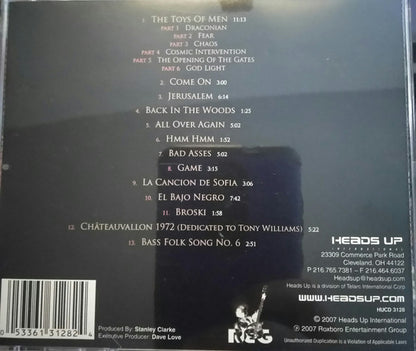 1. THE TOYS OF MEN 11:13
PART 1 DRACONIAN
PART 2 FEAR
PART 3 CHAOS
PART 4 COSMIC INTERVENTION
PART 5 THE OPENING OF THE GATES
PART 6 GOD LIGHT
2. COME ON 3:00
3. JERUSALEM 6:14
4. BACK IN THE WOODS 1:25
5. ALL OVER AGAIN 5:02
6. HMM HMM 1:52
7. BAD ASSES 5:02
8. GAME 3:15
9. LA CANCION DE SOFIA 3:06
10. EL BAJO NEGRO 7:42
11. BROSKI 1:58
12. CHÂTEAUVALLON 1972 (DEDICATED TO TONY WILLIAMS) 5:22
13. BASS FOLK SONG NO. 6 2:51
HEADS UP
INTERNATIONAL
23309 Commerce Park Road
Cleveland, OH 44122
P 216.765.7381 - F 216.464.6037
Headsup@headsup.com
Heads Up is a division of Telarc International Corp
WWW.HEADSUP.COM
HUCD 3128
© 2007 Heads Up International
℗ 2007 Roxboro Entertainment Group
Unauthorized Duplication is a Violation of Applicable Laws
0 53361 31282 4
Produced By: Stanley Clarke
Executive Producer: Dave Love
REG